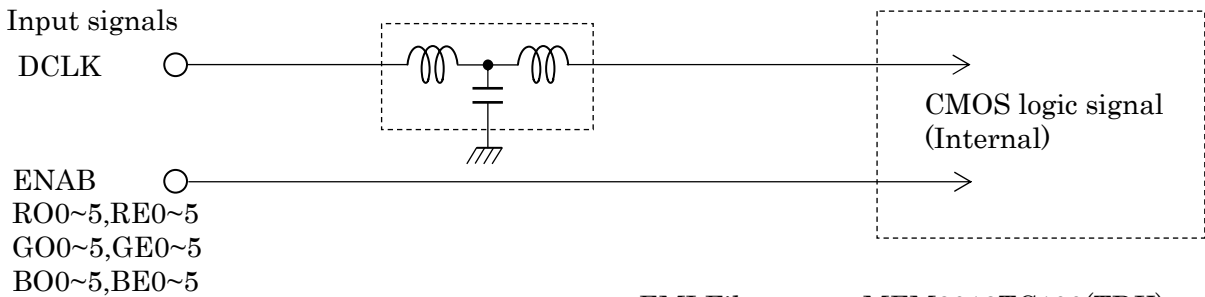 Input signals
DCLK
CMOS logic signal
(Internal)
ENAB
RO0~5,RE0~5
GO0~5,GE0~5
BO0~5,BE0~5